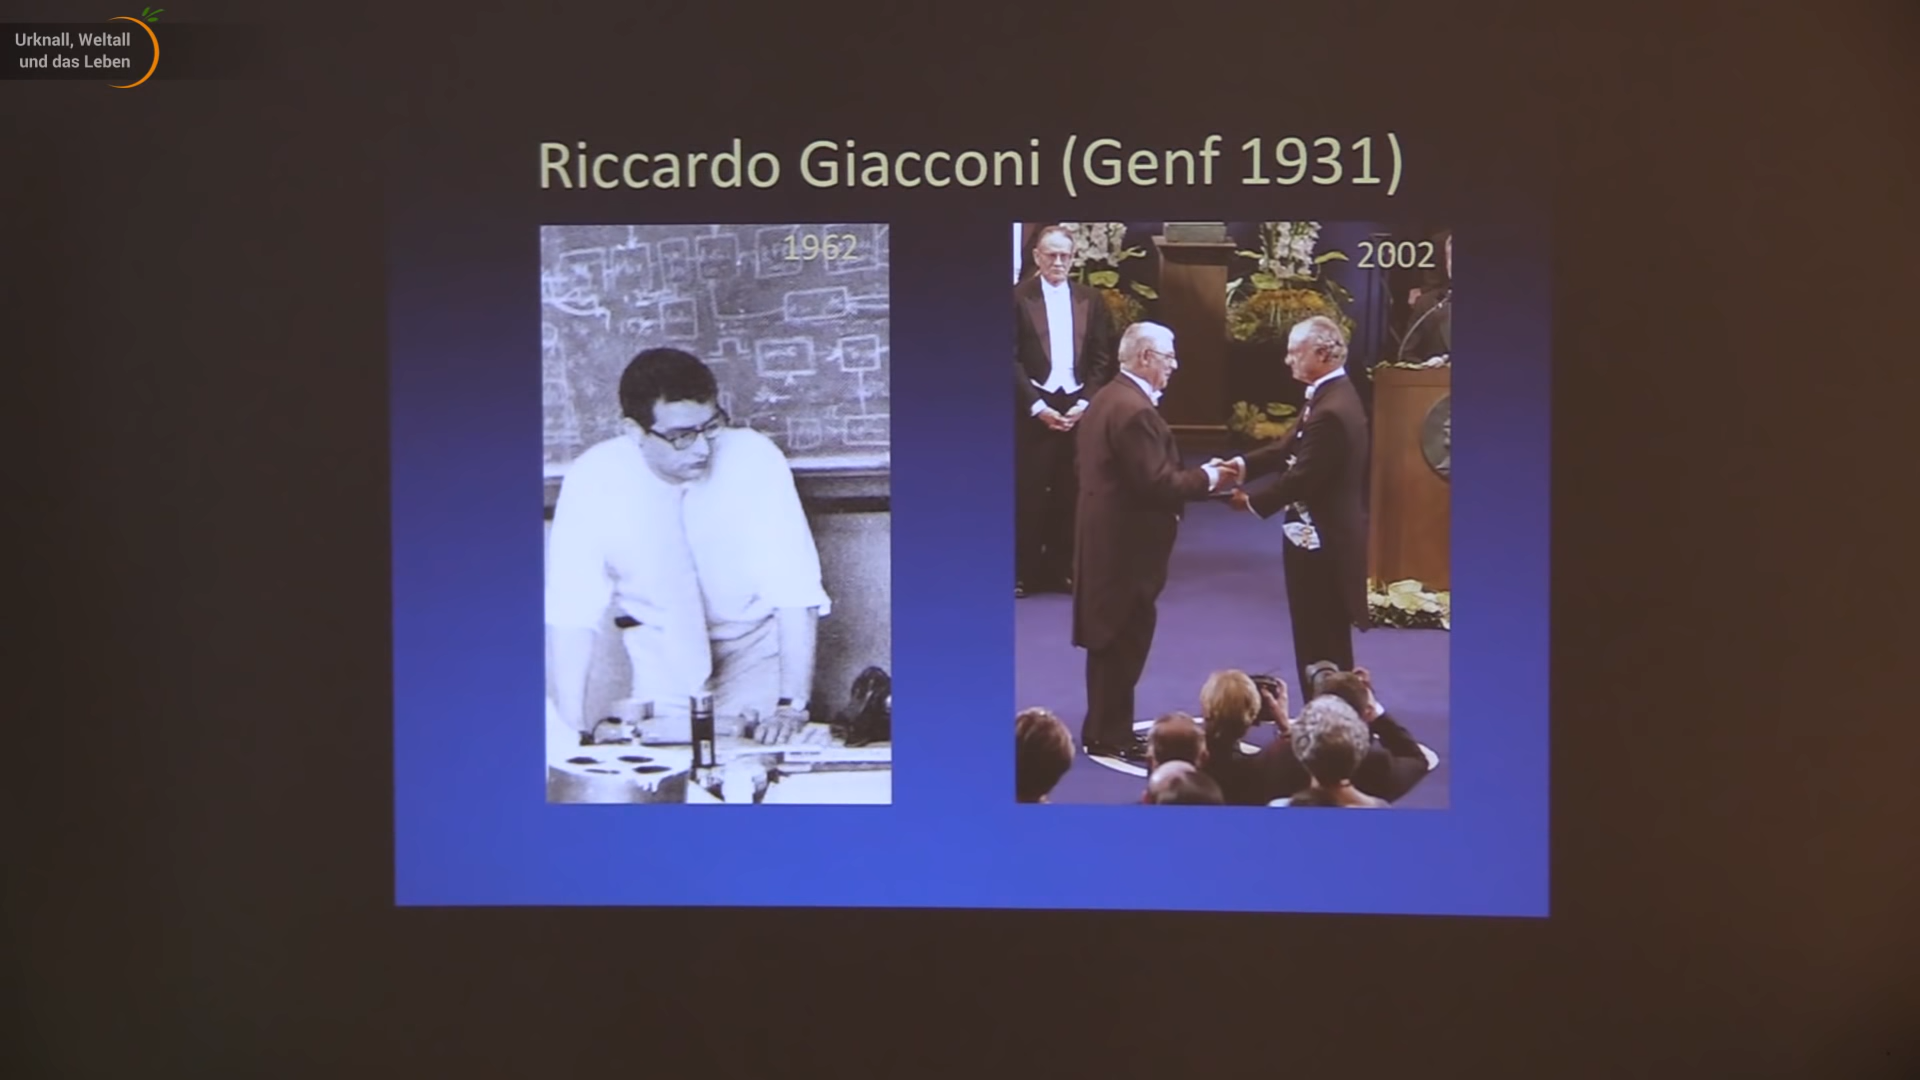 Urknall, Weltall
und das Leben
Riccardo Giacconi (Genf 1931)
1962
2002